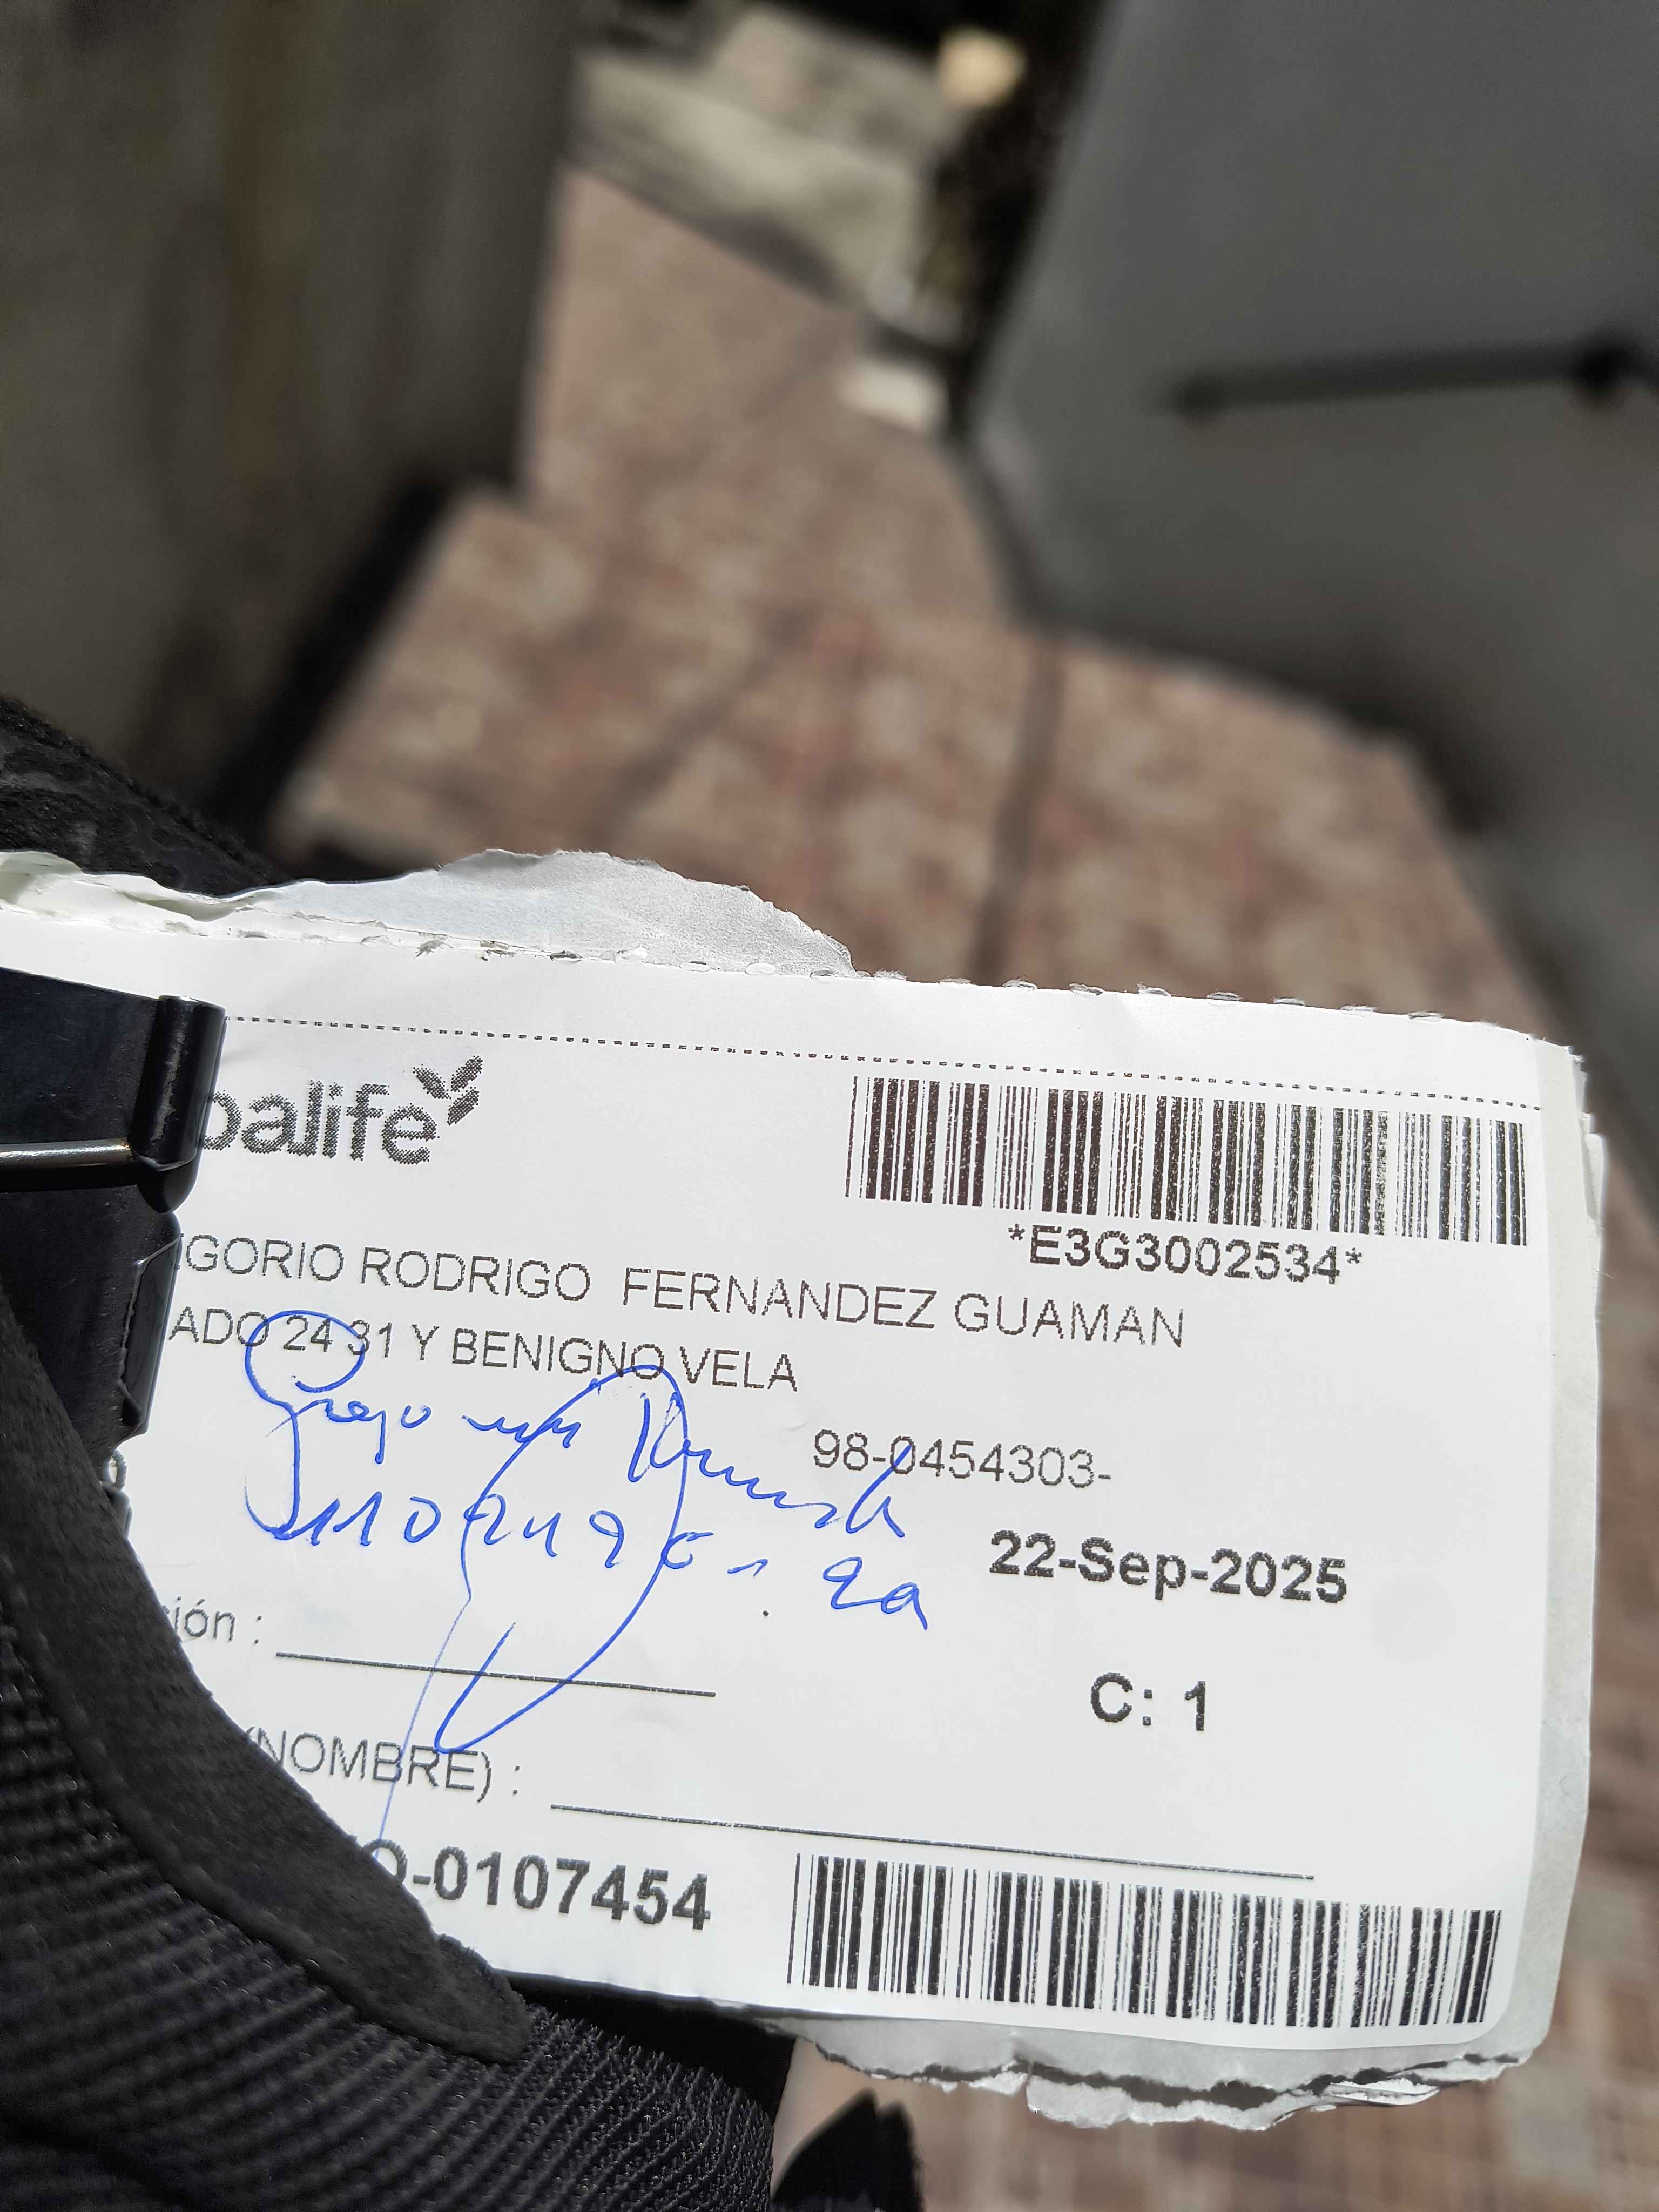 balife
*E3G3002534*
GORIO RODRIGO FERNANDEZ GUAMAN
ADO 24 31 Y BENIGNO VELA
98-0454303-
22-Sep-2025
ión :
C: 1
(NOMBRE) :
O-0107454